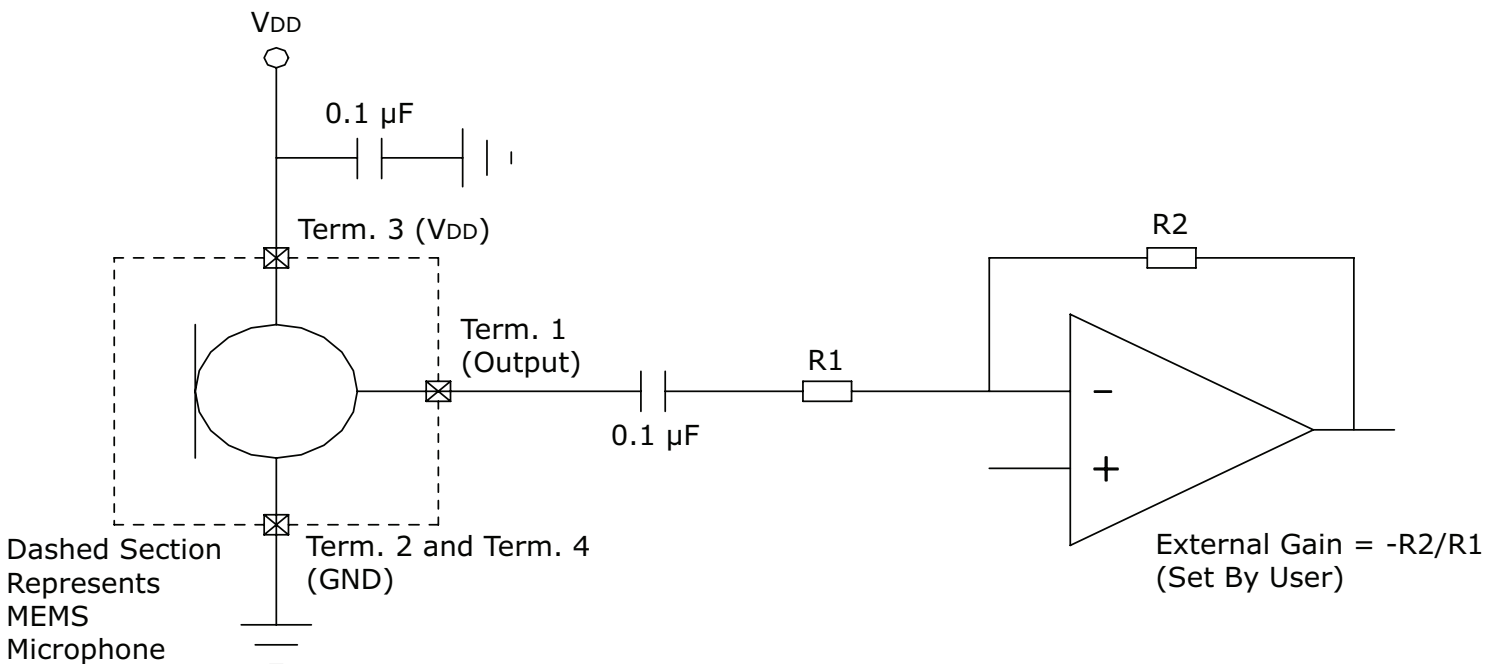 VDD
0.1 µF
Term. 3 (VDD)
R2
Term. 1
(Output)
R1
0.1 µF
−
+
Term. 2 and Term. 4
(GND)
Dashed Section
Represents
MEMS
Microphone
External Gain = -R2/R1
(Set By User)